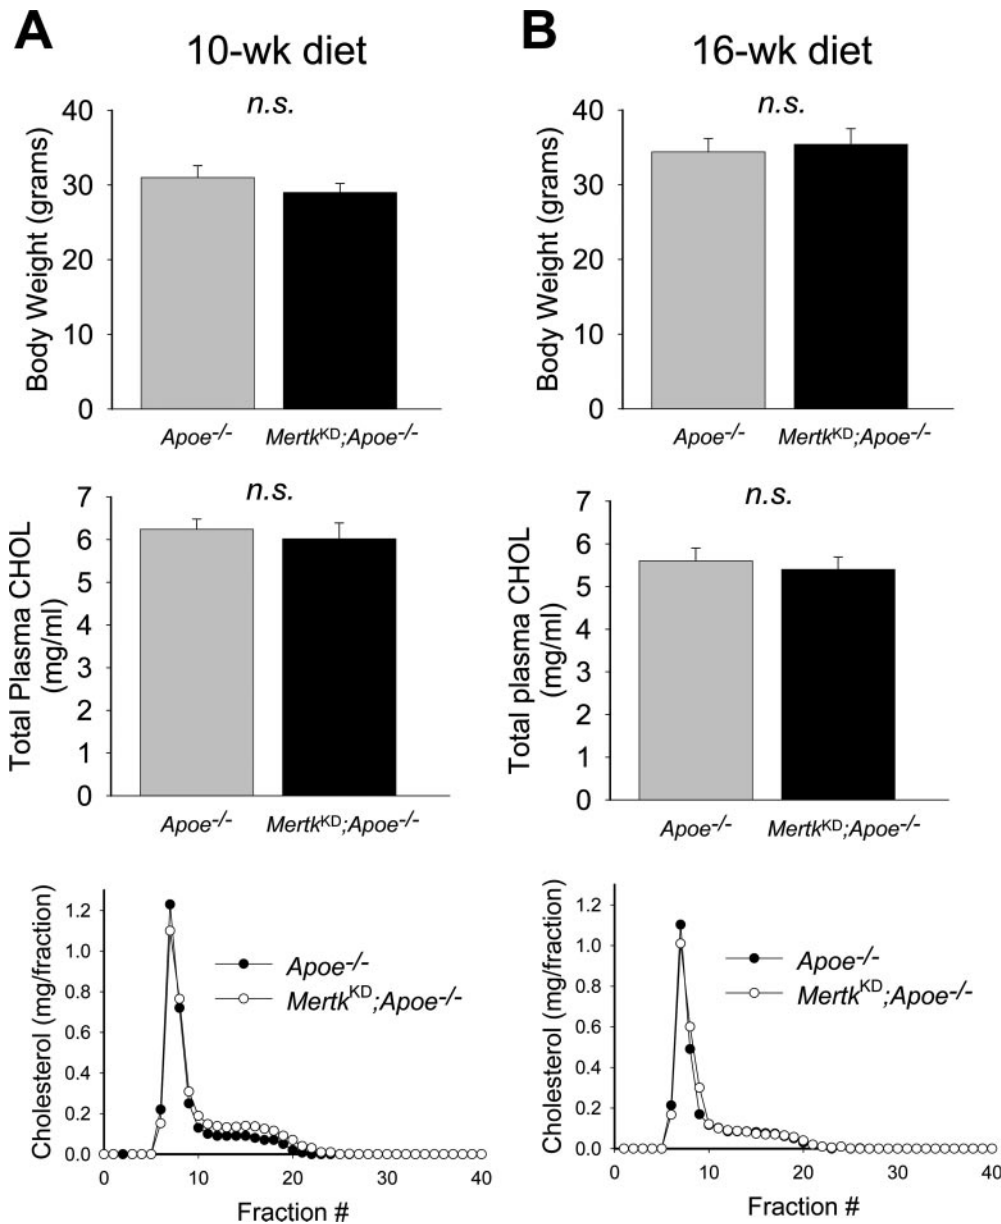 A
10-wk diet
n.s.
Body Weight (grams)
40
30
20
10
0
Apoe-/-
MertkKD;Apoe-/-
n.s.
Total Plasma CHOL
(mg/ml)
7
6
5
4
3
2
1
0
Apoe-/-
MertkKD;Apoe-/-
Cholesterol (mg/fraction)
1.2
1.0
0.8
0.6
0.4
0.2
0.0
Apoe-/-
MertkKD;Apoe-/-
0
10
20
30
40
Fraction #
B
16-wk diet
n.s.
Body Weight (grams)
40
30
20
10
0
Apoe-/-
MertkKD;Apoe-/-
n.s.
Total plasma CHOL
(mg/ml)
7
6
5
4
3
2
1
0
Apoe-/-
MertkKD;Apoe-/-
Cholesterol (mg/fraction)
1.2
1.0
0.8
0.6
0.4
0.2
0.0
Apoe-/-
MertkKD;Apoe-/-
0
10
20
30
40
Fraction #